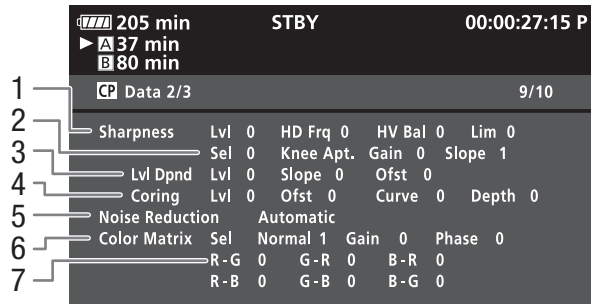 205 min STBY 00:00:27:15 P
A 37 min
B 80 min
CP Data 2/3 9/10
1 Sharpness Lvl 0 HD Frq 0 HV Bal 0 Lim 0
2 Sel 0 Knee Apt. Gain 0 Slope 1
3 Lvl Dpnd Lvl 0 Slope 0 Ofst 0
4 Coring Lvl 0 Ofst 0 Curve 0 Depth 0
5 Noise Reduction Automatic
6 Color Matrix Sel Normal 1 Gain 0 Phase 0
7 R-G 0 G-R 0 B-R 0
R-B 0 G-B 0 B-G 0